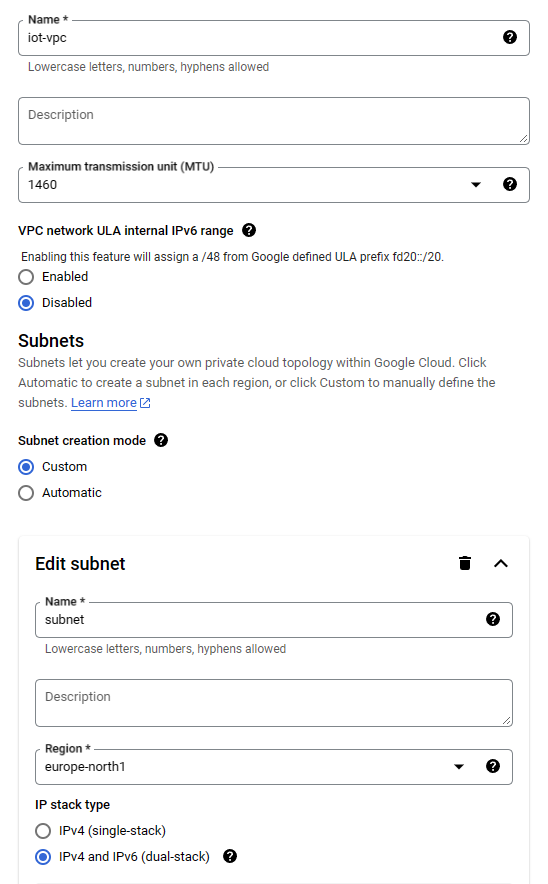 Name *
iot-vpc
Lowercase letters, numbers, hyphens allowed
Description
Maximum transmission unit (MTU)
1460
VPC network ULA internal IPv6 range
Enabling this feature will assign a /48 from Google defined ULA prefix fd20::/20.
Enabled
Disabled
Subnets
Subnets let you create your own private cloud topology within Google Cloud. Click
Automatic to create a subnet in each region, or click Custom to manually define the
subnets. Learn more
Subnet creation mode
Custom
Automatic
Edit subnet
Name *
subnet
Lowercase letters, numbers, hyphens allowed
Description
Region *
europe-north1
IP stack type
IPv4 (single-stack)
IPv4 and IPv6 (dual-stack)